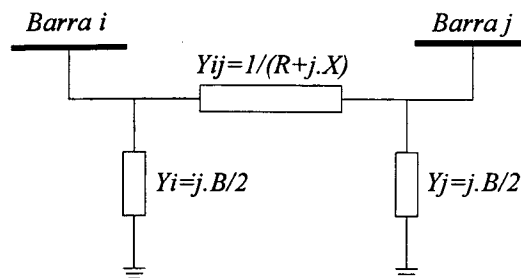 Barra i
Barra j
Yij=1/(R+j.X)
Yi=j.B/2
Yj=j.B/2